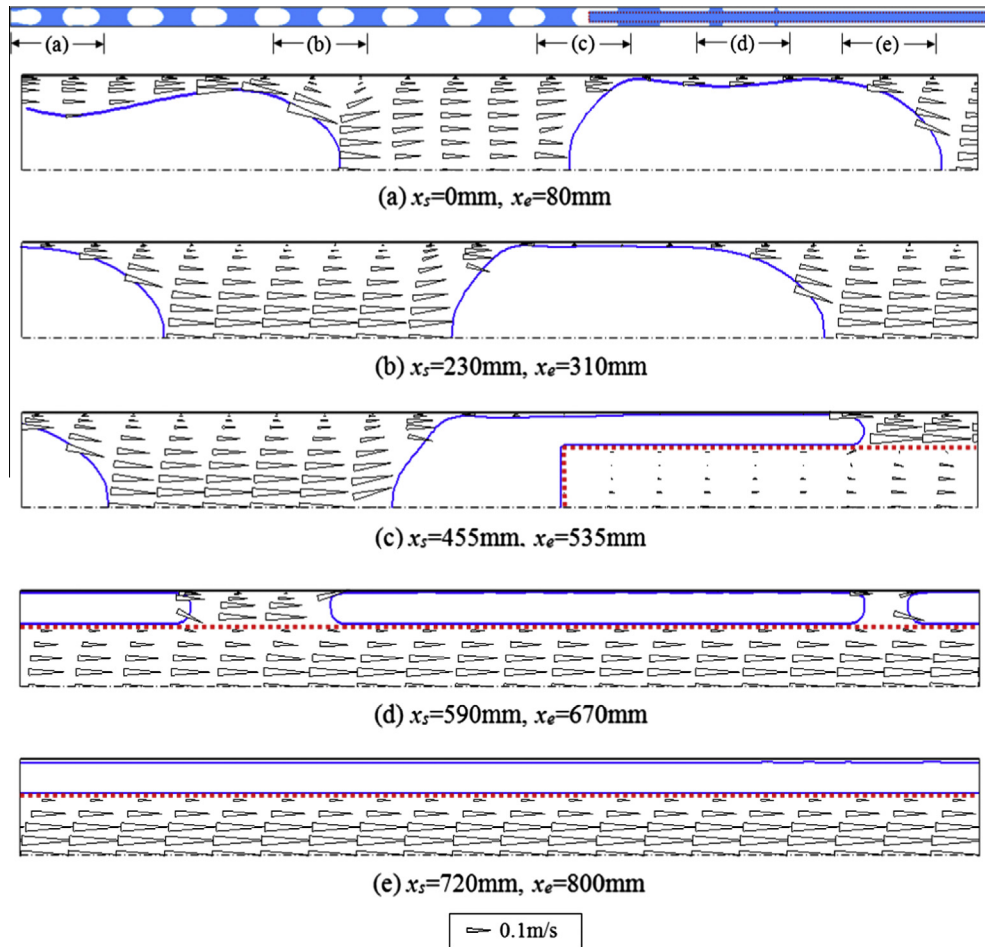 (a) (b) (c) (d) (e)
(a) xs=0mm, xe=80mm
(b) xs=230mm, xe=310mm
(c) xs=455mm, xe=535mm
(d) xs=590mm, xe=670mm
(e) xs=720mm, xe=800mm
0.1m/s